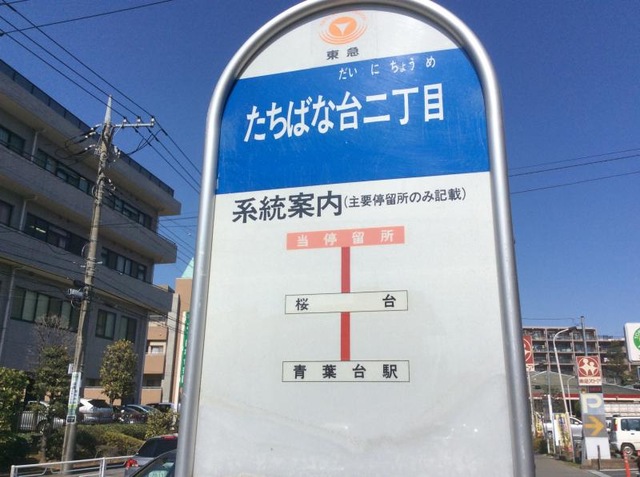 東急
だい に ちょう め
たちばな台二丁目
系統案内(主要停留所のみ記載)
当停留所
桜台
青葉台駅
P